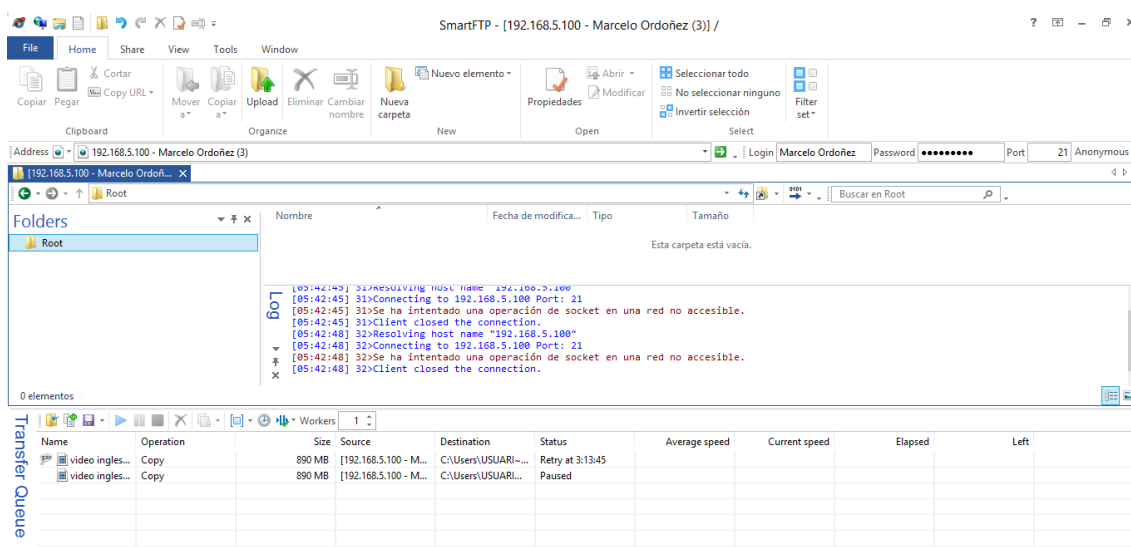 SmartFTP - [192.168.5.100 - Marcelo Ordoñez (3)] /
File Home Share View Tools Window
Copiar Pegar Cortar Copy URL Mover a Copiar a Upload Eliminar Cambiar nombre Nueva carpeta Nuevo elemento Propiedades Abrir Modificar Seleccionar todo No seleccionar ninguno Invertir selección Filter set
Clipboard Organize New Open Select
Address 192.168.5.100 - Marcelo Ordoñez (3) Login Marcelo Ordoñez Password ●●●●●●●●● Port 21 Anonymous
[192.168.5.100 - Marcelo Ordoñ...
Root Buscar en Root
Folders Nombre Fecha de modifica... Tipo Tamaño
Root Esta carpeta está vacía.
Log
[05:42:45] 31>Resolving host name "192.168.5.100"
[05:42:45] 31>Connecting to 192.168.5.100 Port: 21
[05:42:45] 31>Se ha intentado una operación de socket en una red no accesible.
[05:42:45] 31>Client closed the connection.
[05:42:48] 32>Resolving host name "192.168.5.100"
[05:42:48] 32>Connecting to 192.168.5.100 Port: 21
[05:42:48] 32>Se ha intentado una operación de socket en una red no accesible.
[05:42:48] 32>Client closed the connection.
0 elementos
Transfer Queue
Workers 1
Name Operation Size Source Destination Status Average speed Current speed Elapsed Left
video ingles... Copy 890 MB [192.168.5.100 - M... C:\Users\USUARI~... Retry at 3:13:45
video ingles... Copy 890 MB [192.168.5.100 - M... C:\Users\USUARI... Paused